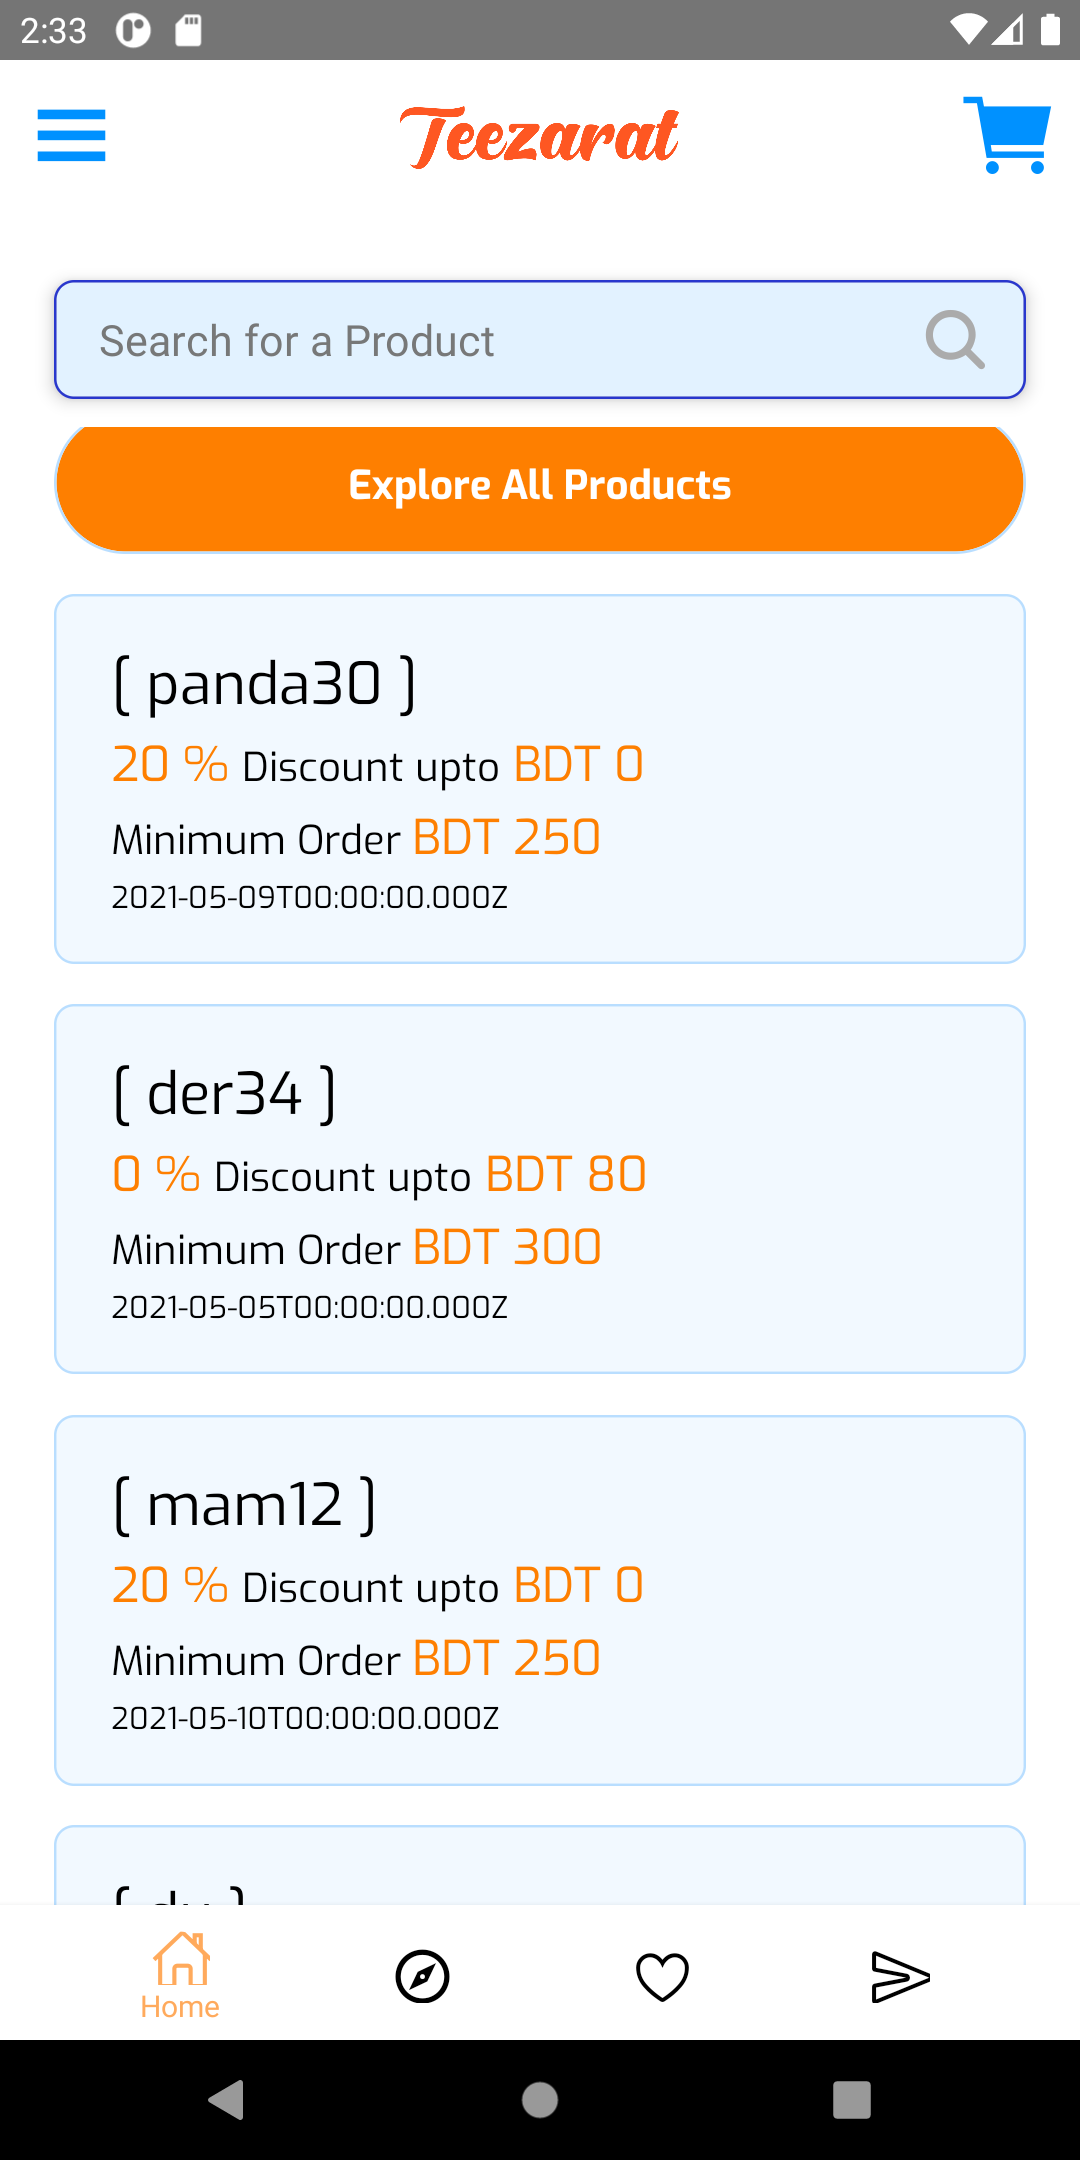 2:33
Teezarat
Search for a Product
Explore All Products
[ panda30 ]
20 % Discount upto BDT 0
Minimum Order BDT 250
2021-05-09T00:00:00.000Z
[ der34 ]
0 % Discount upto BDT 80
Minimum Order BDT 300
2021-05-05T00:00:00.000Z
[ mam12 ]
20 % Discount upto BDT 0
Minimum Order BDT 250
2021-05-10T00:00:00.000Z
Home